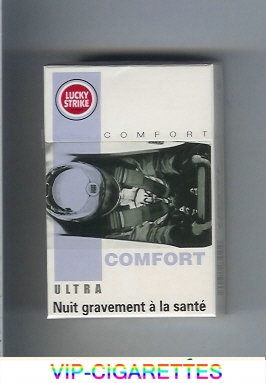 LUCKY
STRIKE
COMFORT
COMFORT
ULTRA
Nuit gravement à la santé
VIP-CIGARETTES